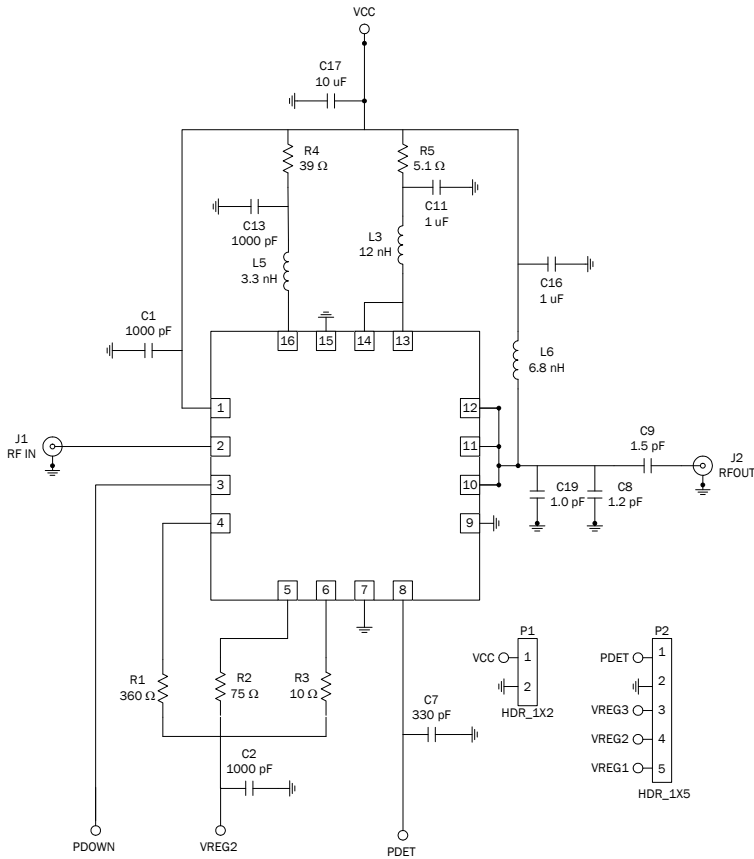 VCC
C17
10 uF
R4
39 Ω
R5
5.1 Ω
C13
1000 pF
C11
1 uF
L3
12 nH
L5
3.3 nH
C16
1 uF
C1
1000 pF
16
15
14
13
L6
6.8 nH
1
12
J1
RF IN
2
11
C9
1.5 pF
J2
RFOUT
3
10
C19
1.0 pF
C8
1.2 pF
4
9
5
6
7
8
R1
360 Ω
R2
75 Ω
R3
10 Ω
C7
330 pF
C2
1000 pF
P1
VCC
1
2
HDR_1X2
P2
PDET
1
2
VREG3
3
VREG2
4
VREG1
5
HDR_1X5
PDOWN
VREG2
PDET